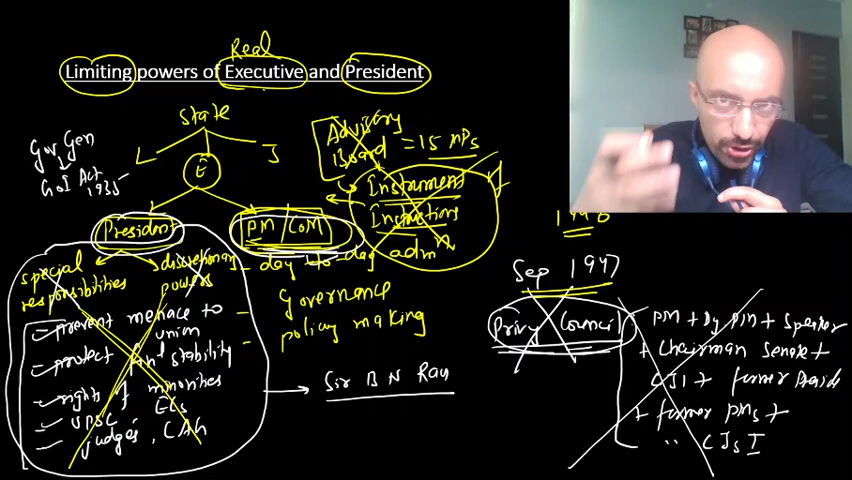 Real
Limiting powers of Executive and President
State
L E J
Gov Gen
GoI Act
1935
Advisory
Board = 15 MPs
Instrument
Instructions
President
PM / CoM
special
responsibilities
discretionary
powers
- prevent menace to
union
- protect fin' stability
- rights of minorities
- UPSC, ECs
- judges, CAG
- day-to-day admn
Governance
policy making
Sir B N Rau
Sep 1947
Privy Council
PM + Dy PM + Speaker
+ Chairman Senate +
CJI + former Presid
+ former PMs +
" CJs I